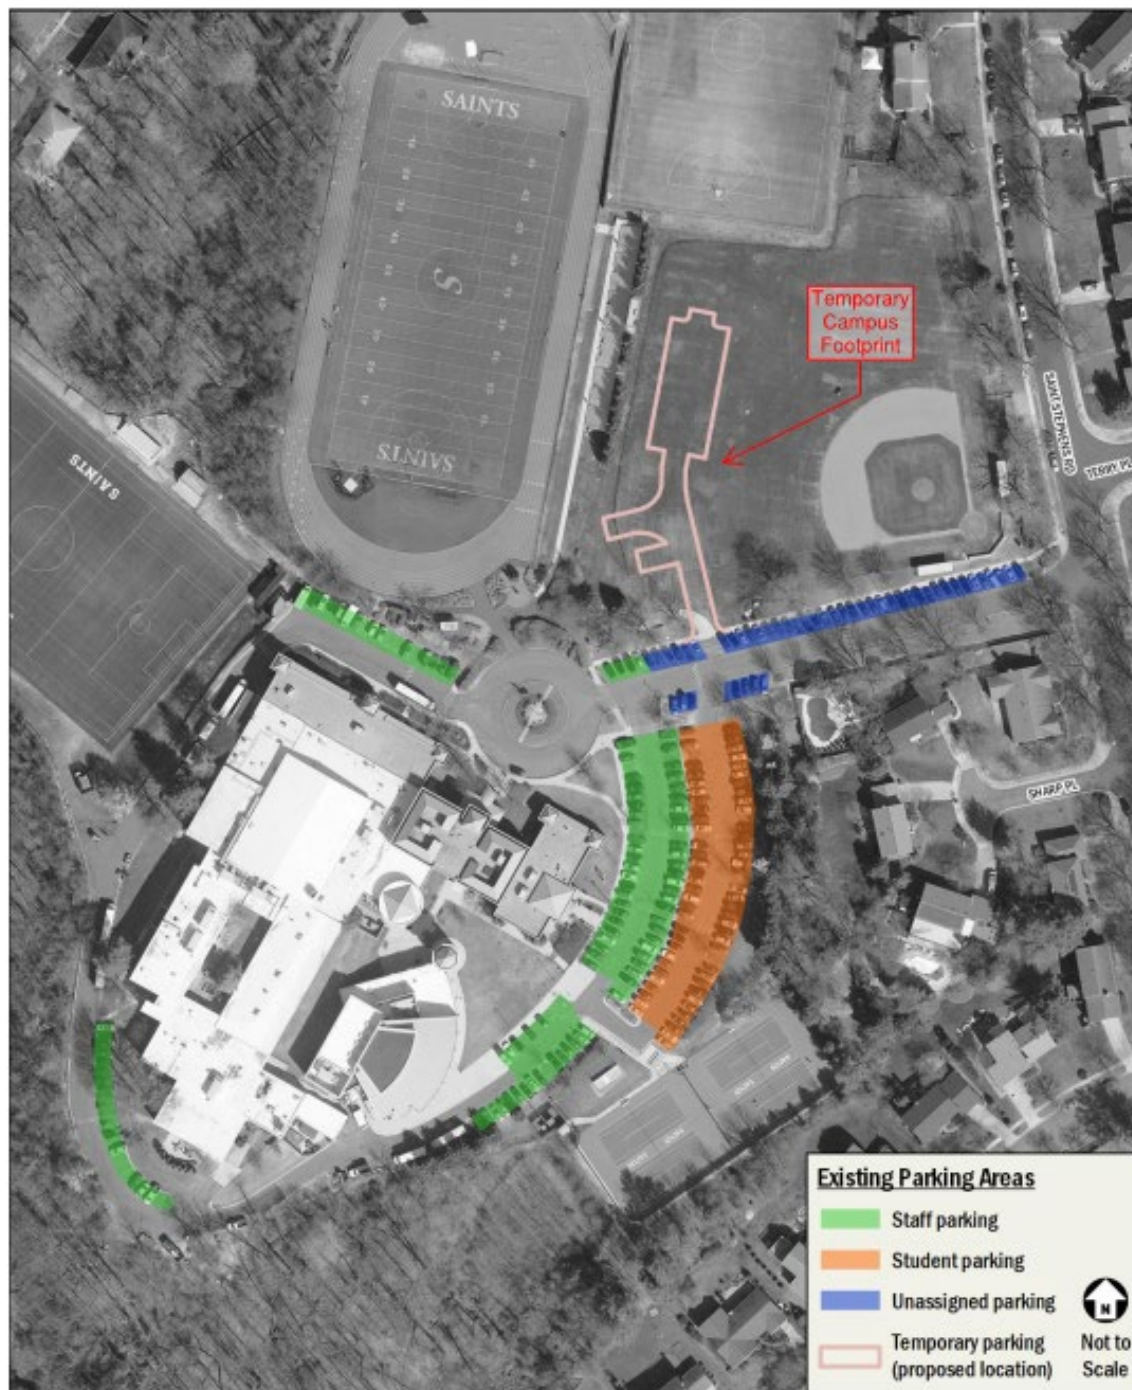 SAINTS
Temporary
Campus
Footprint
SAINT STEPHENS RD
TERRY PL
S
SAINTS
SAINTS
SHARP PL
Existing Parking Areas
Staff parking
Student parking
Unassigned parking
Temporary parking
(proposed location)
N
Not to
Scale